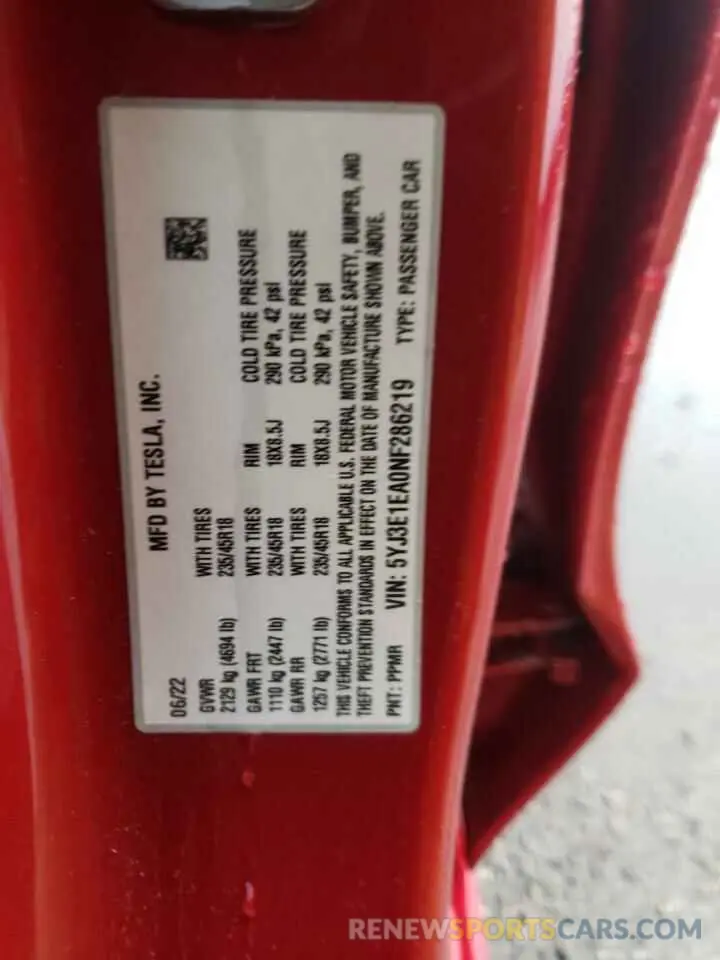 MFD BY TESLA, INC.
06/22
GVWR WITH TIRES
2129 kg (4694 lb) 235/45R18
GAWR FRT WITH TIRES RIM COLD TIRE PRESSURE
1110 kg (2447 lb) 235/45R18 18X8.5J 290 kPa, 42 psi
GAWR RR WITH TIRES RIM COLD TIRE PRESSURE
1257 kg (2771 lb) 235/45R18 18X8.5J 290 kPa, 42 psi
THIS VEHICLE CONFORMS TO ALL APPLICABLE U.S. FEDERAL MOTOR VEHICLE SAFETY, BUMPER, AND
THEFT PREVENTION STANDARDS IN EFFECT ON THE DATE OF MANUFACTURE SHOWN ABOVE.
PNT: PPMR VIN: 5YJ3E1EA0NF286219 TYPE: PASSENGER CAR
RENEWSPORTSCARS.COM